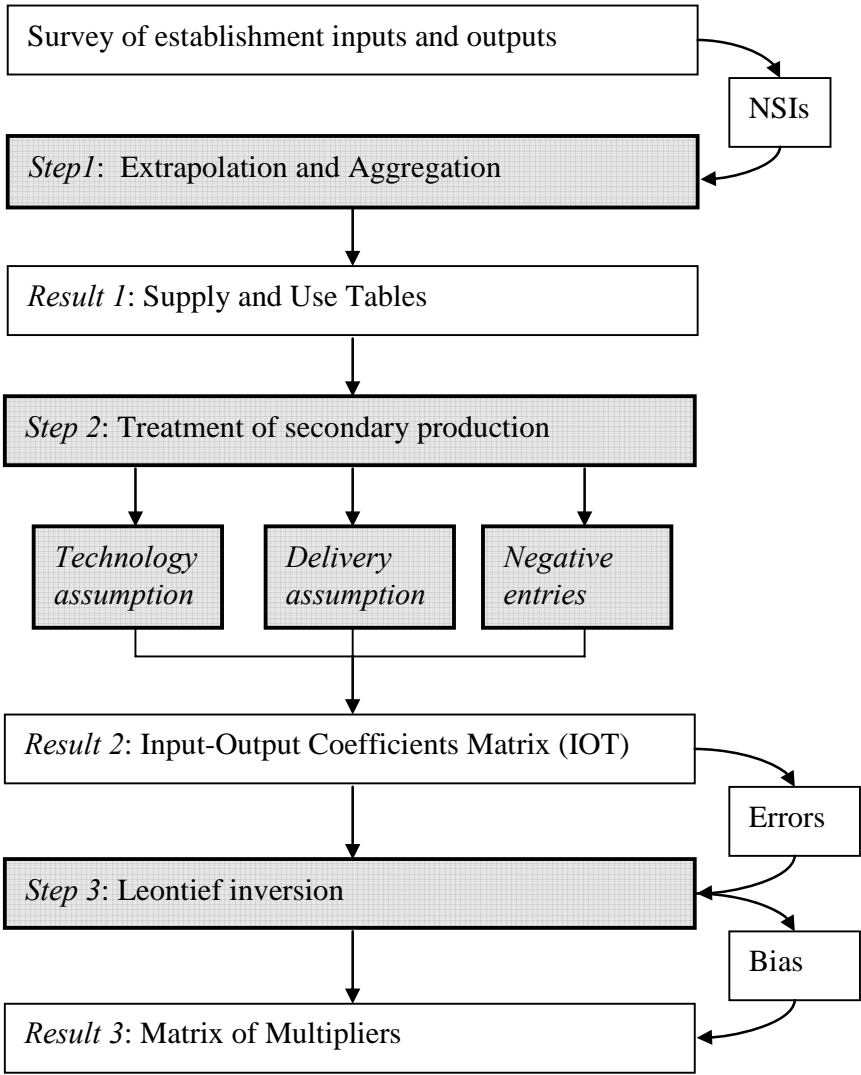 Survey of establishment inputs and outputs
NSIs
Step1: Extrapolation and Aggregation
Result 1: Supply and Use Tables
Step 2: Treatment of secondary production
Technology
assumption
Delivery
assumption
Negative
entries
Result 2: Input-Output Coefficients Matrix (IOT)
Errors
Step 3: Leontief inversion
Bias
Result 3: Matrix of Multipliers